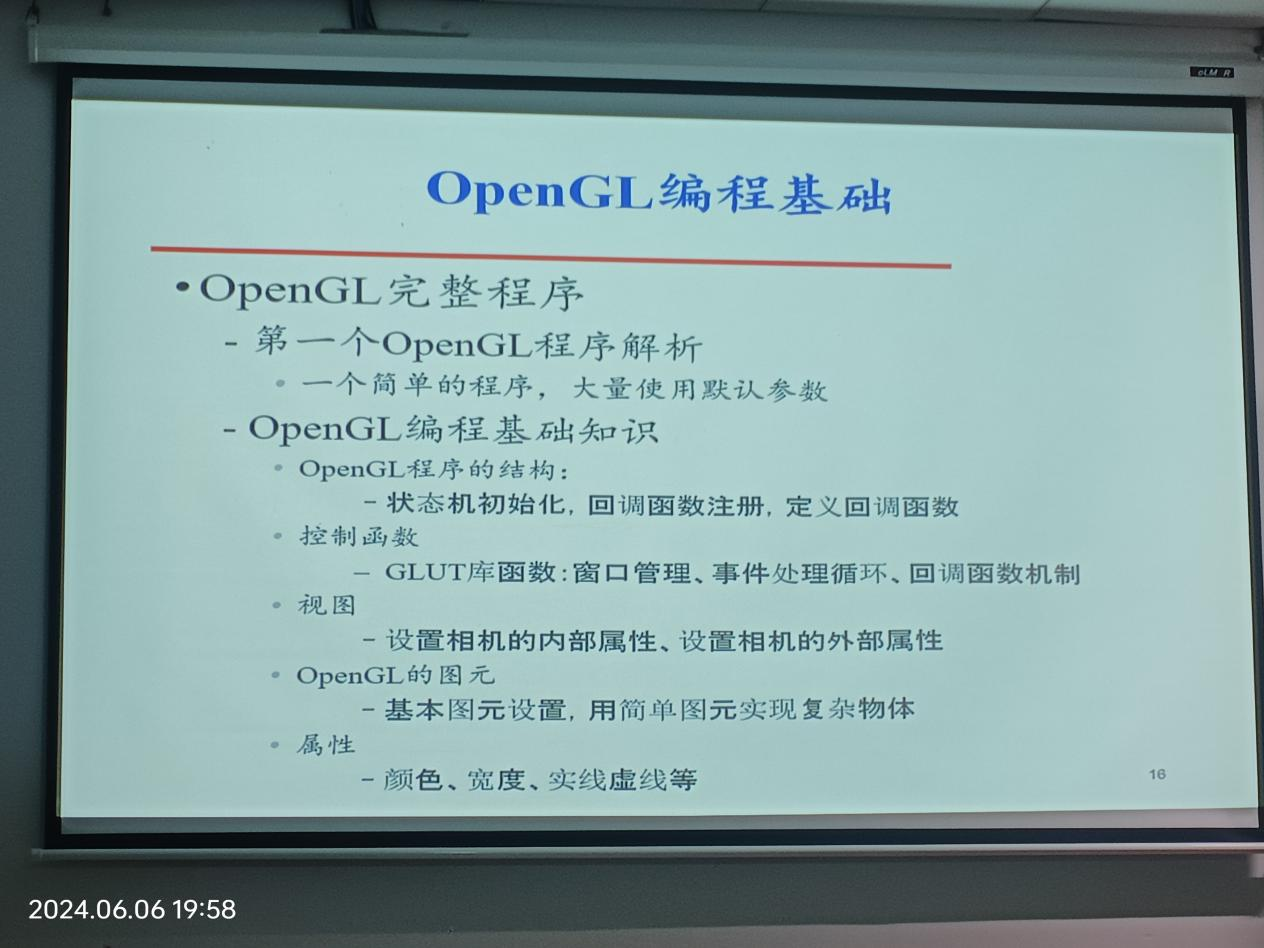 OpenGL编程基础
•OpenGL完整程序
- 第一个OpenGL程序解析
• 一个简单的程序，大量使用默认参数
- OpenGL编程基础知识
• OpenGL程序的结构：
- 状态机初始化, 回调函数注册, 定义回调函数
• 控制函数
- GLUT库函数:窗口管理、事件处理循环、回调函数机制
• 视图
- 设置相机的内部属性、设置相机的外部属性
• OpenGL的图元
- 基本图元设置, 用简单图元实现复杂物体
• 属性
- 颜色、宽度、实线虚线等
16
2024.06.06 19:58